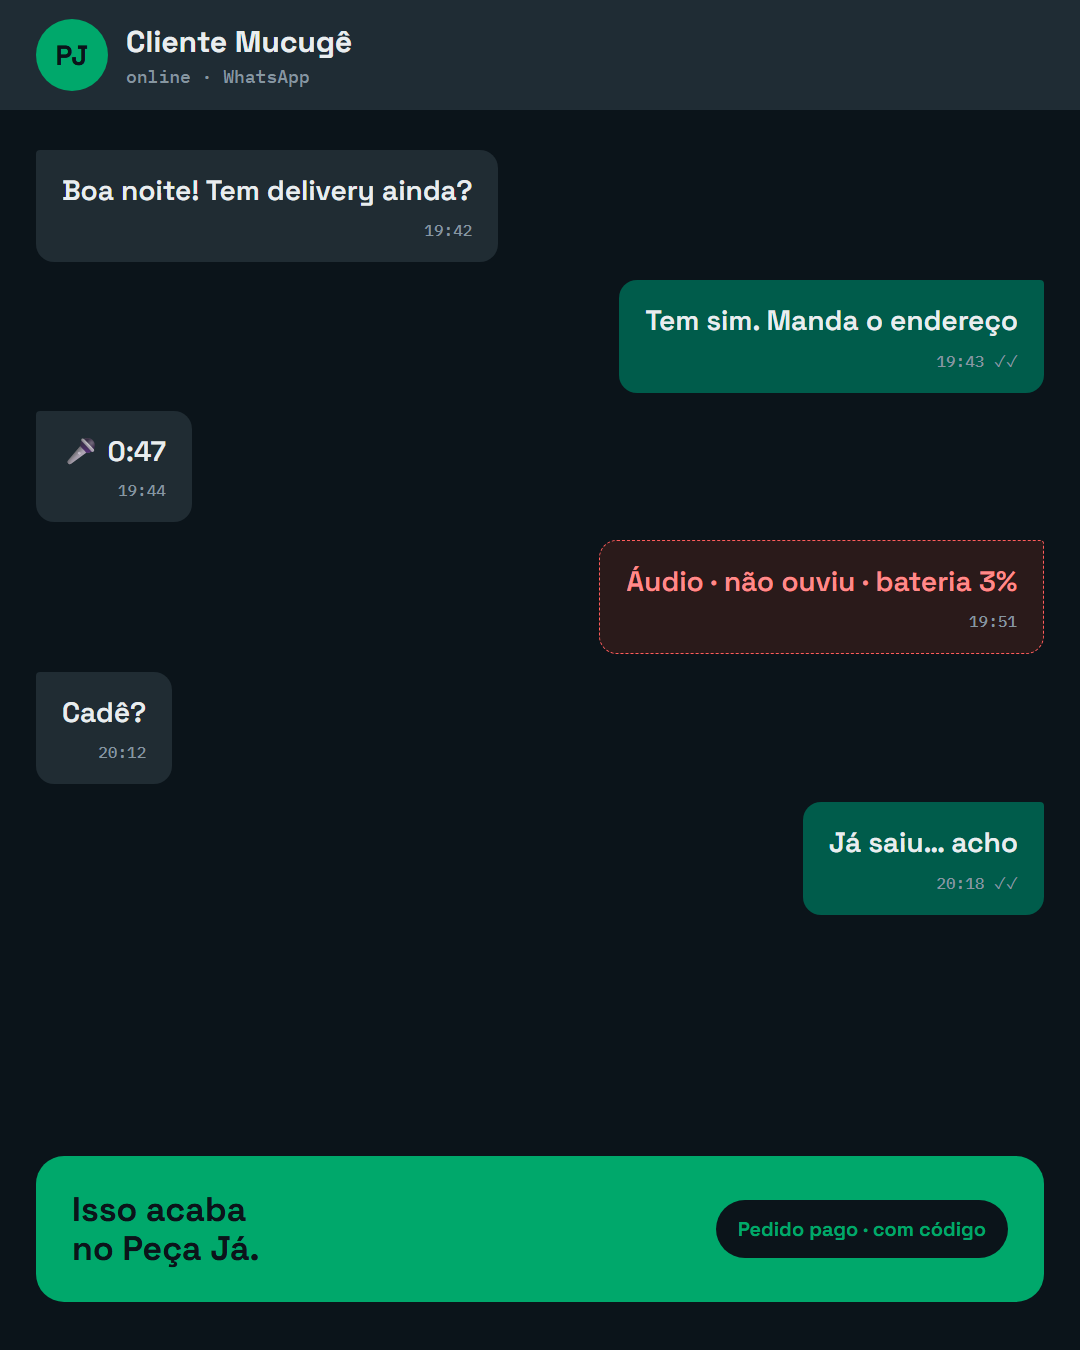 PJ
Cliente Mucugê
online · WhatsApp
Boa noite! Tem delivery ainda?
19:42
Tem sim. Manda o endereço
19:43 ✓✓
🎤 0:47
19:44
Áudio · não ouviu · bateria 3%
19:51
Cadê?
20:12
Já saiu... acho
20:18 ✓✓
Isso acaba
no Peça Já.
Pedido pago · com código